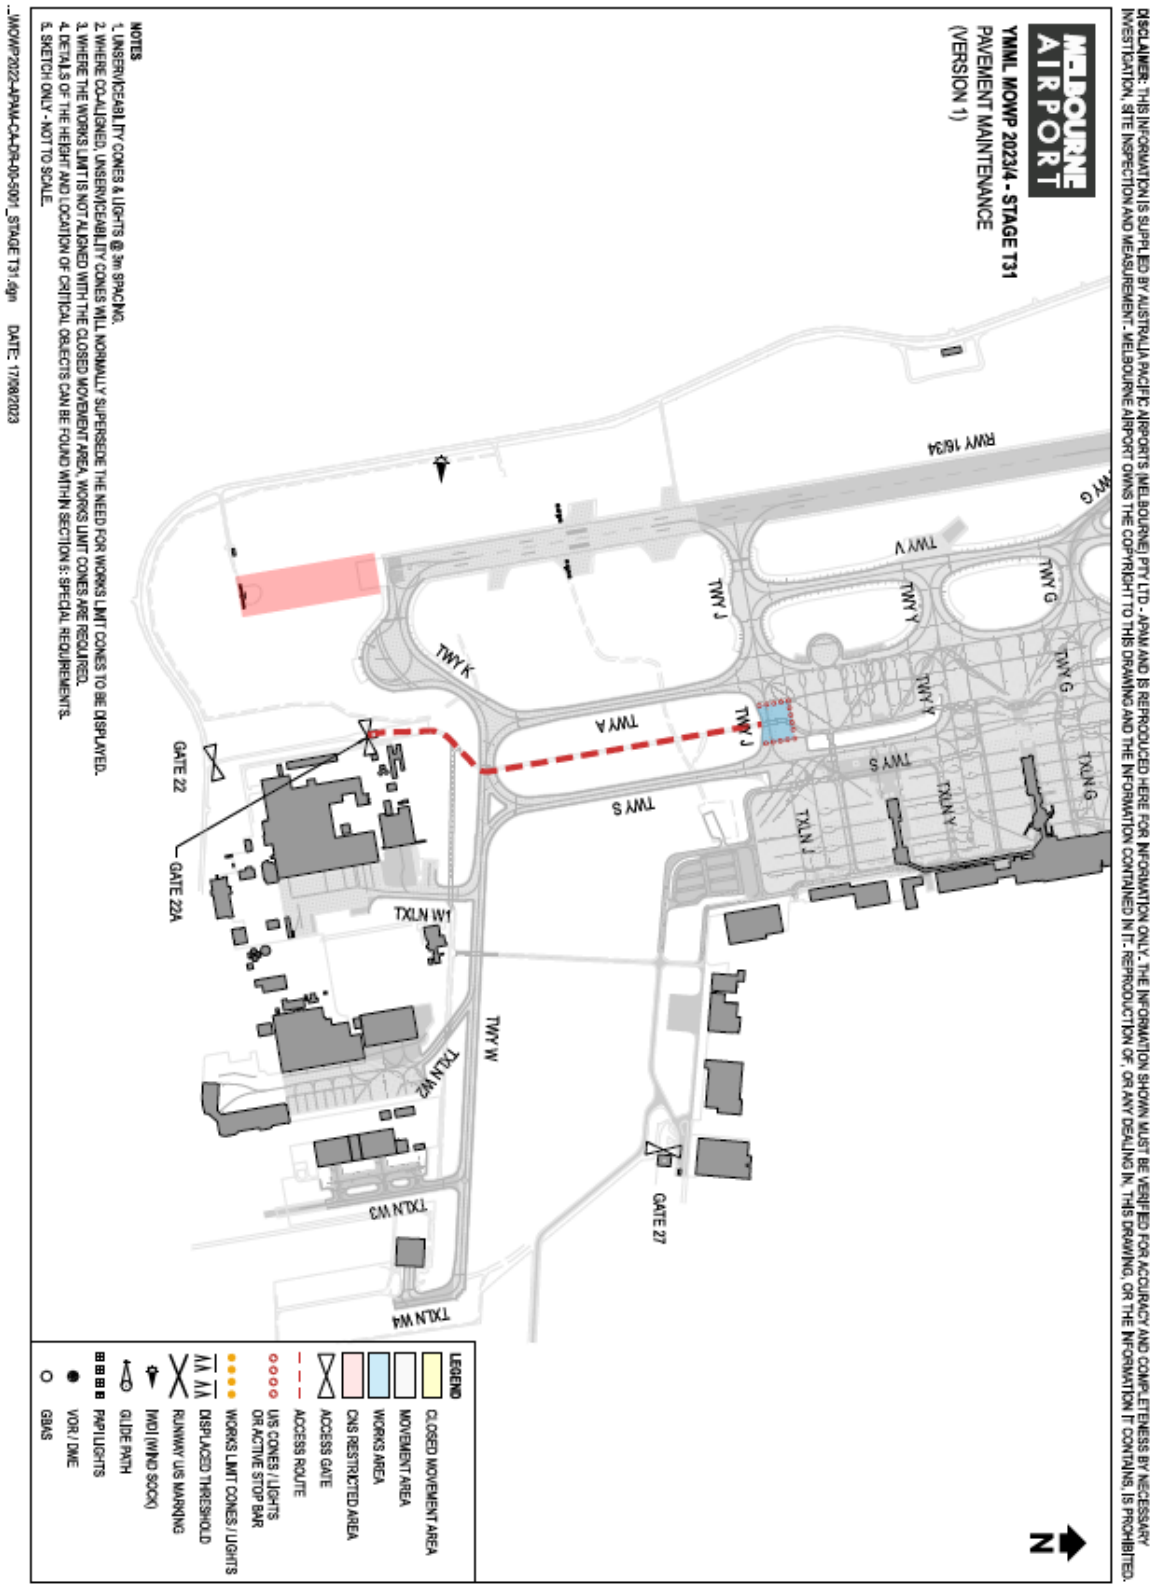 DISCLAIMER: THIS INFORMATION IS SUPPLIED BY AUSTRALIA PACIFIC AIRPORTS (MELBOURNE) PTY LTD - APAM AND IS REPRODUCED HERE FOR INFORMATION ONLY. THE INFORMATION SHOWN MUST BE VERIFIED FOR ACCURACY AND COMPLETENESS BY NECESSARY
INVESTIGATION, SITE INSPECTION AND MEASUREMENT. MELBOURNE AIRPORT OWNS THE COPYRIGHT TO THIS DRAWING AND THE INFORMATION CONTAINED IN IT. REPRODUCTION OF, OR ANY DEALING IN, THIS DRAWING, OR THE INFORMATION IT CONTAINS, IS PROHIBITED.
MELBOURNE
AIRPORT
YMML MOWP 2023/4 - STAGE T31
PAVEMENT MAINTENANCE
(VERSION 1)
N
RWY 16/34
TWY G
TWY V
TWY G
TWY J
TWY Y
TWY G
TWY K
TWY Y
TWY A
TWY J
TWY S
TXLN G
TWY S
TXLN Y
TXLN J
GATE 22
GATE 22A
TXLN W1
TWY W
TXLN W2
GATE 27
TXLN W3
TXLN W4
NOTES
1. UNSERVICEABILITY CONES & LIGHTS @ 3m SPACING.
2. WHERE CO-ALIGNED, UNSERVICEABILITY CONES WILL NORMALLY SUPERSEDE THE NEED FOR WORKS LIMIT CONES TO BE DISPLAYED.
3. WHERE THE WORKS LIMIT IS NOT ALIGNED WITH THE CLOSED MOVEMENT AREA, WORKS LIMIT CONES ARE REQUIRED.
4. DETAILS OF THE HEIGHT AND LOCATION OF CRITICAL OBJECTS CAN BE FOUND WITHIN SECTION 5: SPECIAL REQUIREMENTS.
5. SKETCH ONLY - NOT TO SCALE.
LEGEND
CLOSED MOVEMENT AREA
MOVEMENT AREA
WORKS AREA
CNS RESTRICTED AREA
ACCESS GATE
ACCESS ROUTE
U/S CONES / LIGHTS
OR ACTIVE STOP BAR
WORKS LIMIT CONES / LIGHTS
DISPLACED THRESHOLD
RUNWAY U/S MARKING
IWDI (WIND SOCK)
GLIDE PATH
PAPI LIGHTS
VOR / DME
GBAS
...\MOWP2022-APAM-CA-DR-00-5001_STAGE T31.dgn DATE: 17/08/2023